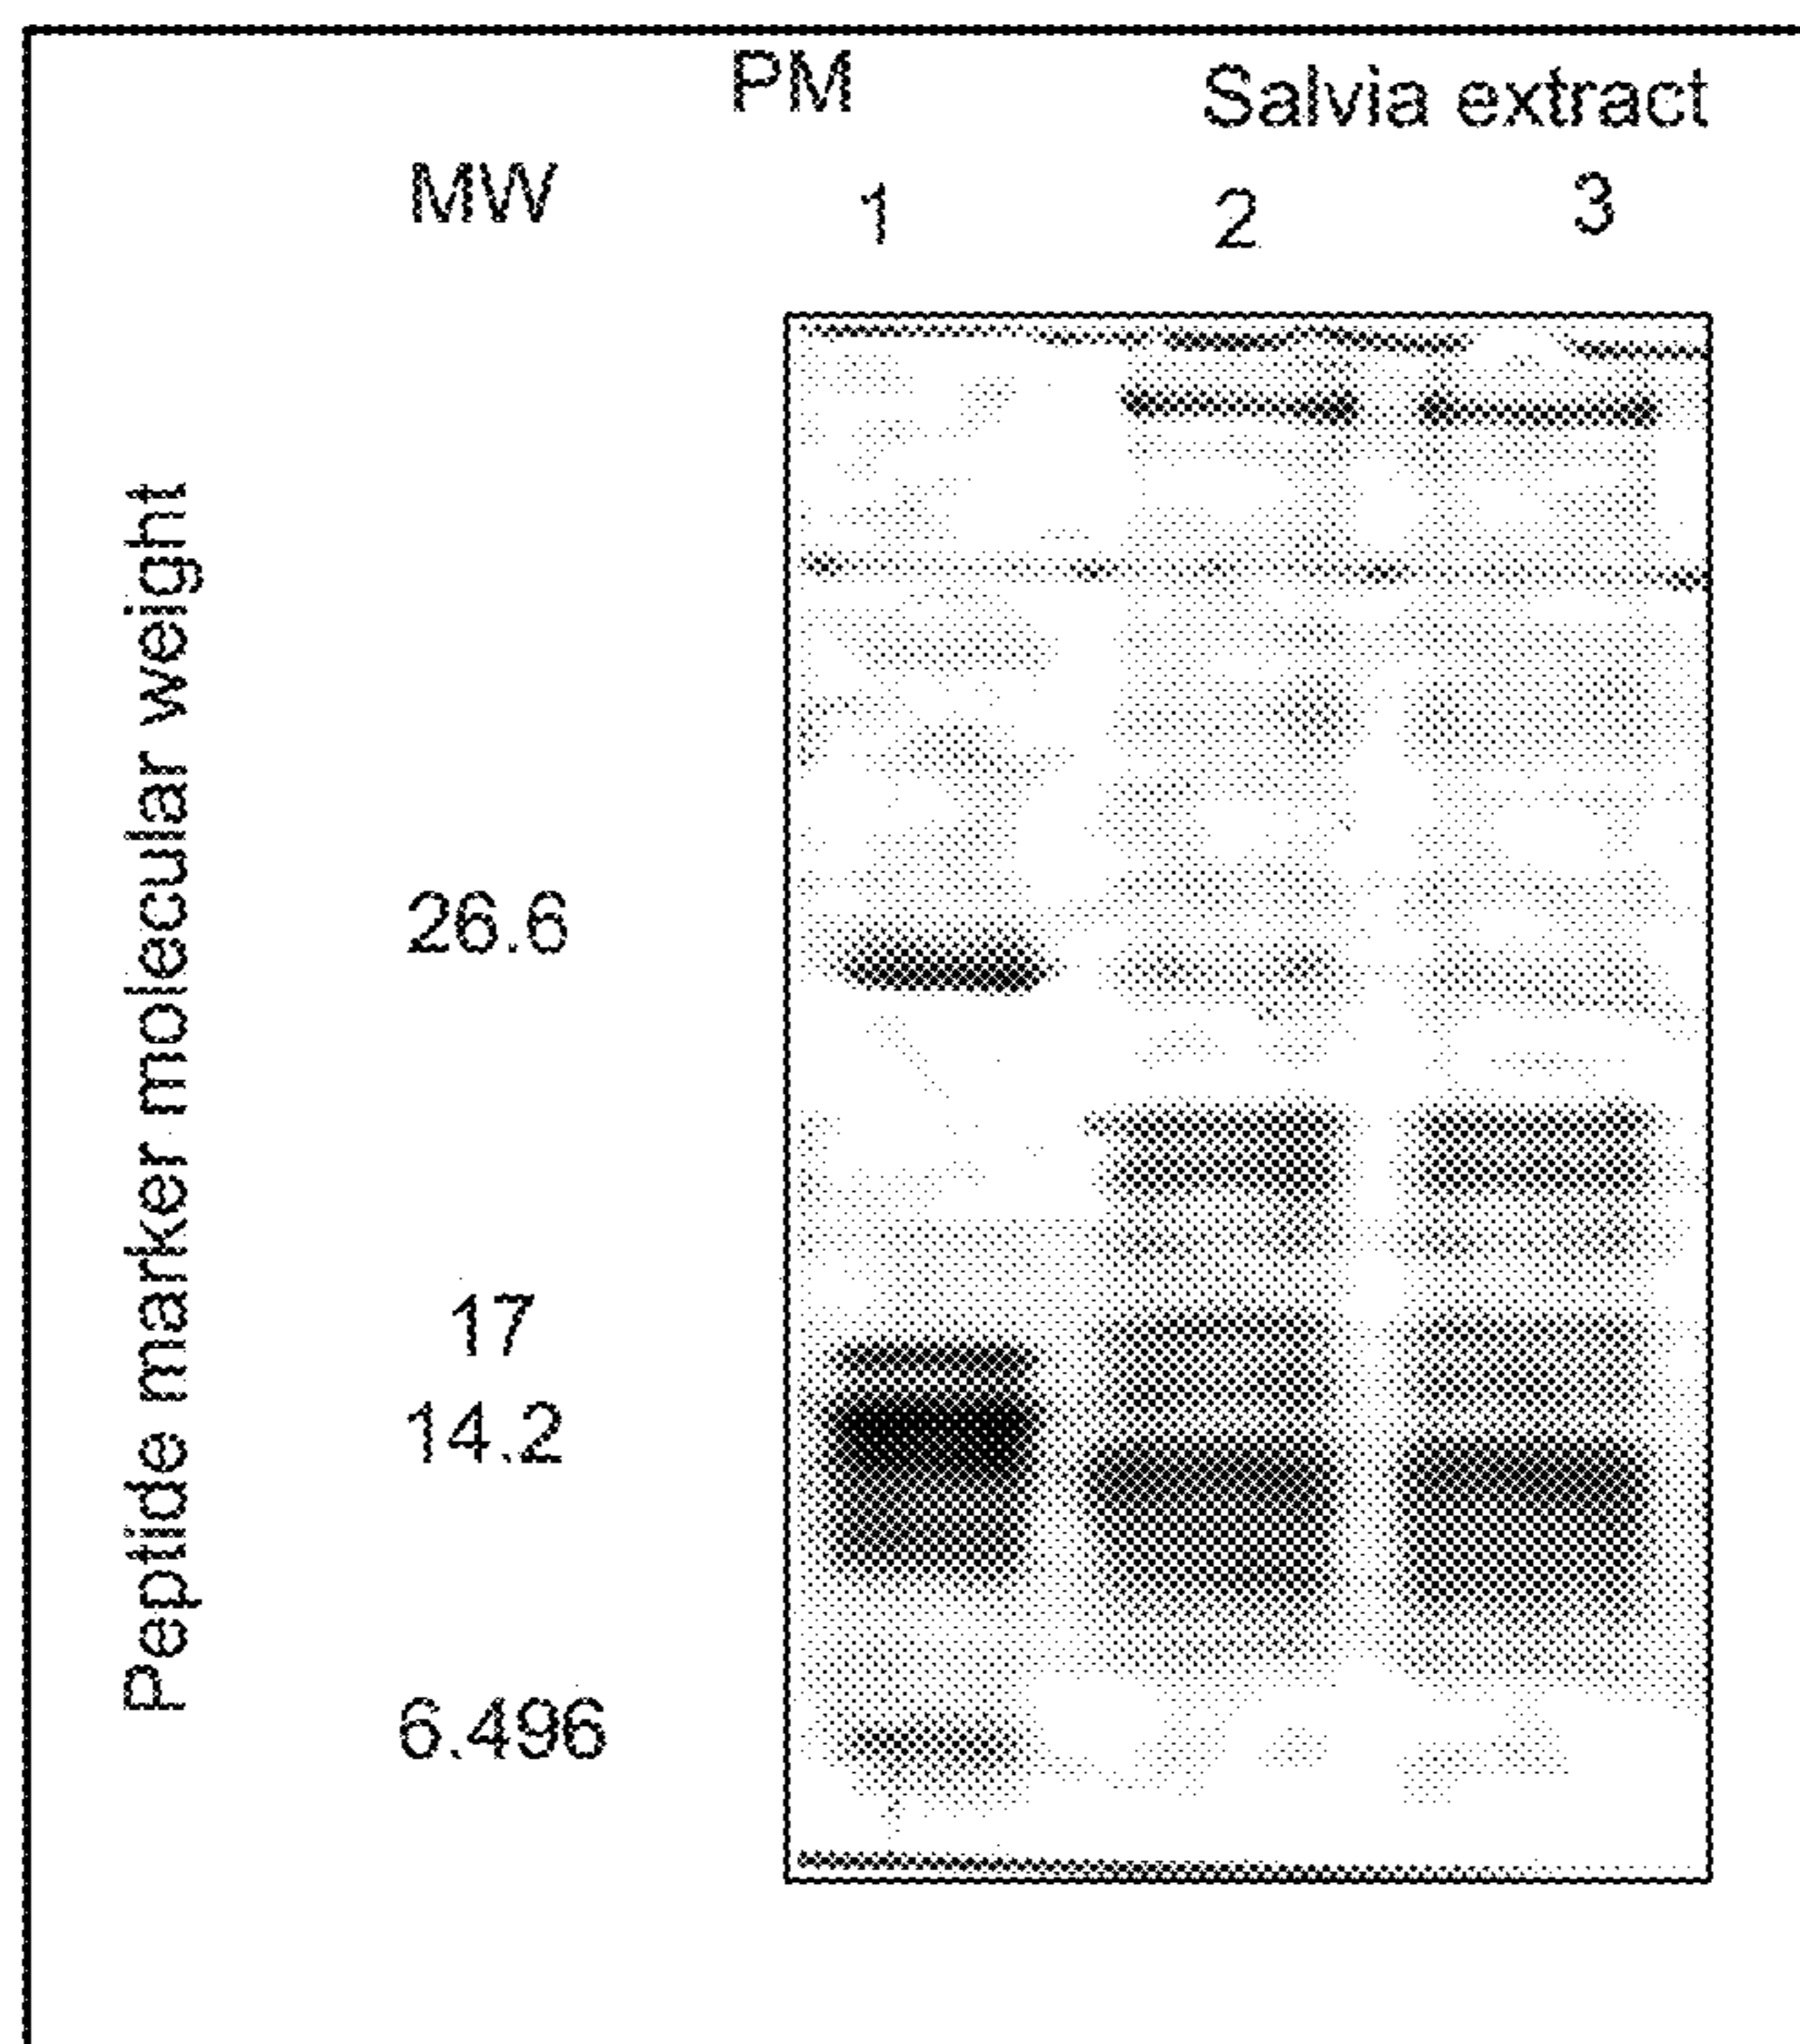 PM
Salvia extract
MW
1
2
3
Peptide marker molecular weight
26.6
17
14.2
6.496